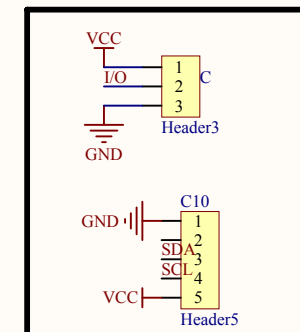 VCC
1 C
I/O 2
3
Header3
GND
C10
GND 1
2
SDA 3
SCL 4
VCC 5
Header5